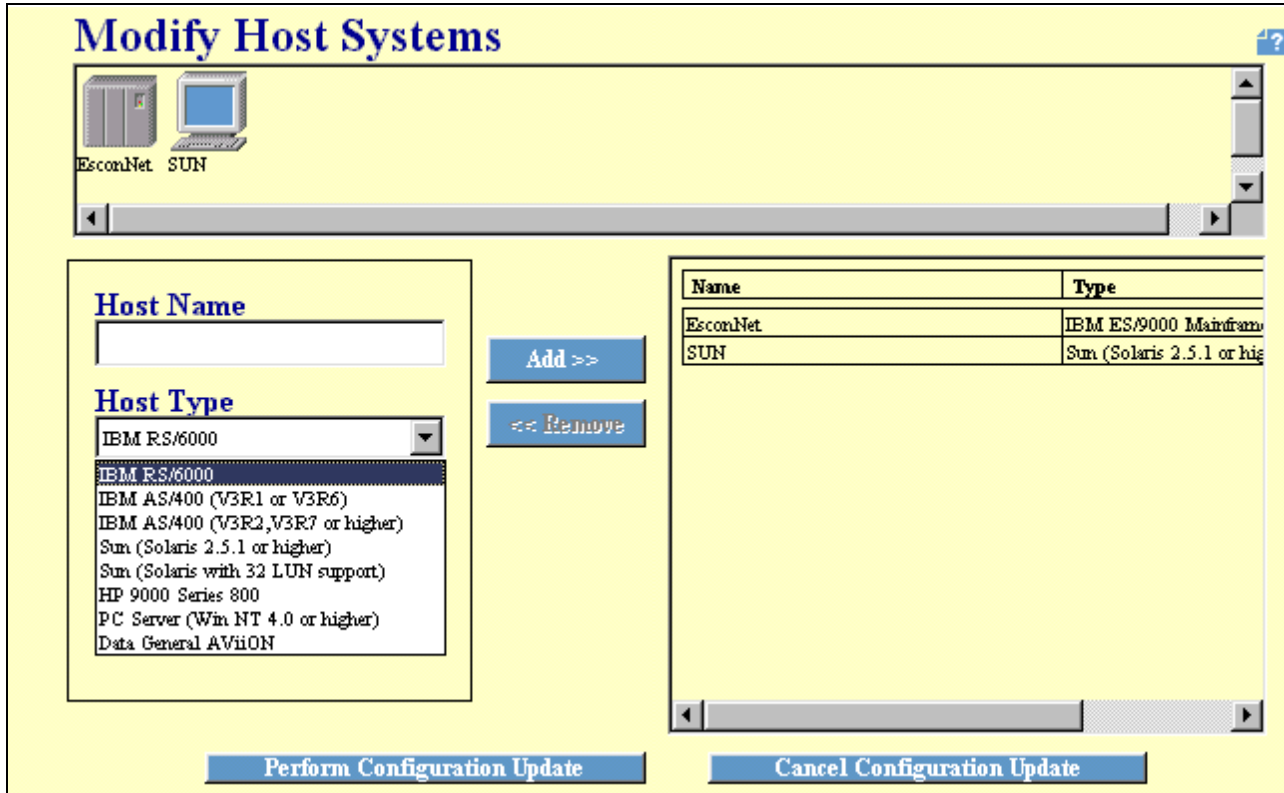 Modify Host Systems
?
EsconNet SUN
Host Name
Host Type
IBM RS/6000
IBM RS/6000
IBM AS/400 (V3R1 or V3R6)
IBM AS/400 (V3R2,V3R7 or higher)
Sun (Solaris 2.5.1 or higher)
Sun (Solaris with 32 LUN support)
HP 9000 Series 800
PC Server (Win NT 4.0 or higher)
Data General AViiON
Add >>
<< Remove
Name Type
EsconNet IBM ES/9000 Mainfram
SUN Sun (Solaris 2.5.1 or hig
Perform Configuration Update
Cancel Configuration Update